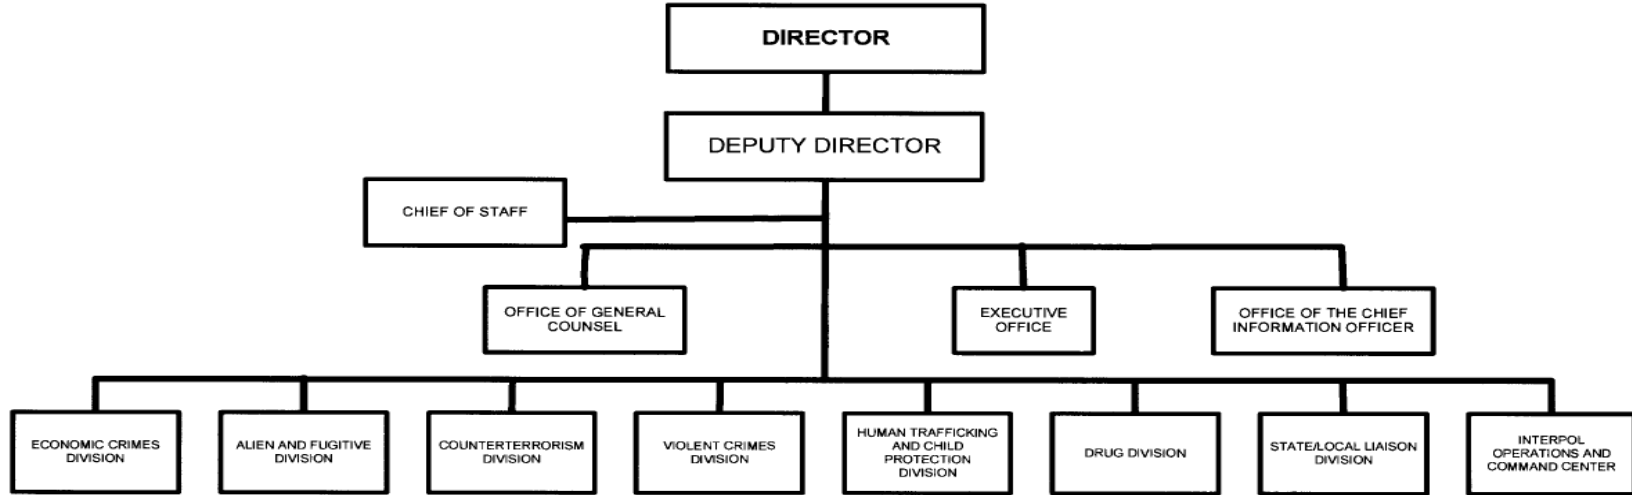 DIRECTOR
DEPUTY DIRECTOR
CHIEF OF STAFF
OFFICE OF GENERAL
COUNSEL
EXECUTIVE
OFFICE
OFFICE OF THE CHIEF
INFORMATION OFFICER
ECONOMIC CRIMES
DIVISION
ALIEN AND FUGITIVE
DIVISION
COUNTERTERRORISM
DIVISION
VIOLENT CRIMES
DIVISION
HUMAN TRAFFICKING
AND CHILD
PROTECTION
DIVISION
DRUG DIVISION
STATE/LOCAL LIAISON
DIVISION
INTERPOL
OPERATIONS AND
COMMAND CENTER